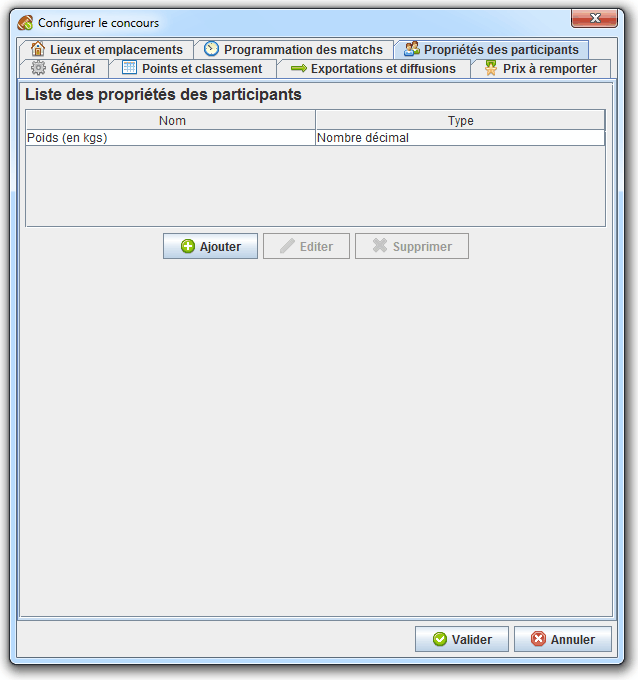 Configurer le concours
Lieux et emplacements Programmation des matchs Propriétés des participants
Général Points et classement Exportations et diffusions Prix à remporter
Liste des propriétés des participants
Nom Type
Poids (en kgs) Nombre décimal
Ajouter Editer Supprimer
Valider Annuler